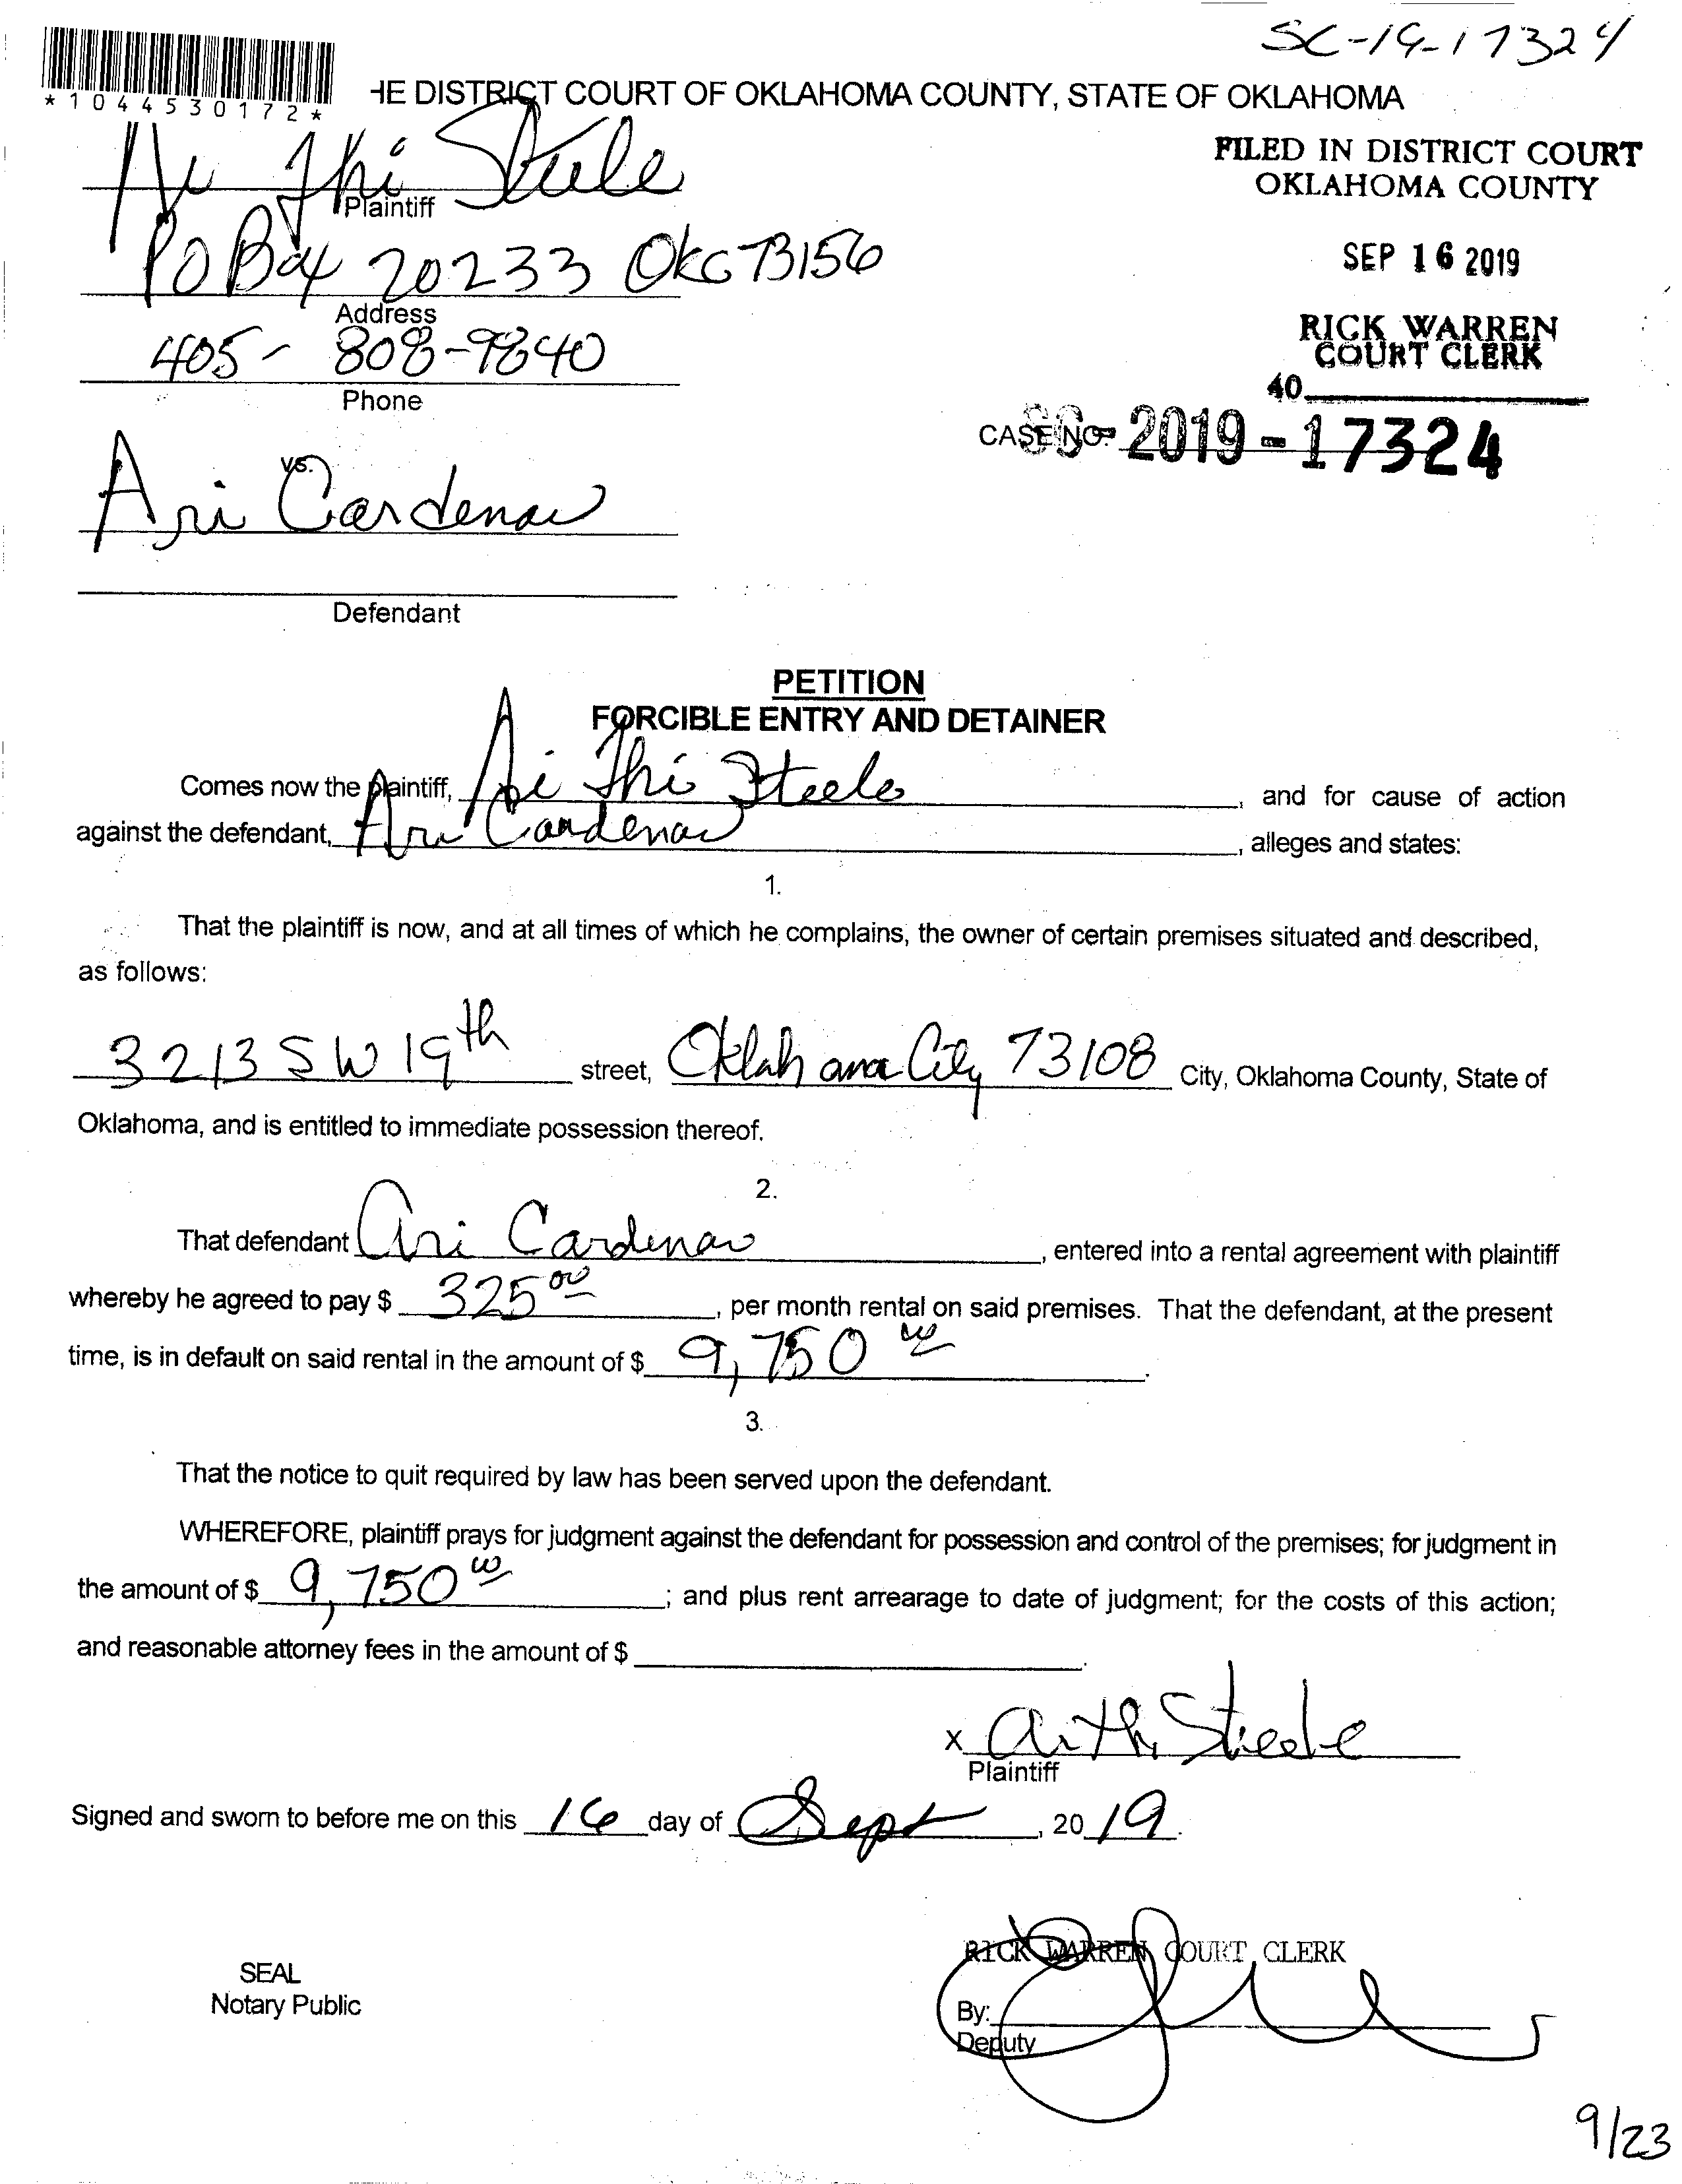 SC-19-17324
*1044530172*
HE DISTRICT COURT OF OKLAHOMA COUNTY, STATE OF OKLAHOMA
FILED IN DISTRICT COURT
OKLAHOMA COUNTY
SEP 16 2019
RICK WARREN
COURT CLERK
40
CASE NO. SC-2019-17324
Ai Thi Steele
Plaintiff
PO Box 20233 OKC 73156
Address
405-808-9840
Phone
vs.
Ari Cardenas
Defendant
PETITION
FORCIBLE ENTRY AND DETAINER
Comes now the plaintiff, Ai Thi Steele, and for cause of action
against the defendant, Ari Cardenas, alleges and states:
1.
That the plaintiff is now, and at all times of which he complains, the owner of certain premises situated and described,
as follows:
3213 SW 19th street, Oklahoma City 73108 City, Oklahoma County, State of
Oklahoma, and is entitled to immediate possession thereof.
2.
That defendant Ari Cardenas, entered into a rental agreement with plaintiff
whereby he agreed to pay $ 325 00, per month rental on said premises. That the defendant, at the present
time, is in default on said rental in the amount of $ 9,750 00.
3.
That the notice to quit required by law has been served upon the defendant.
WHEREFORE, plaintiff prays for judgment against the defendant for possession and control of the premises; for judgment in
the amount of $ 9,750 00; and plus rent arrearage to date of judgment; for the costs of this action;
and reasonable attorney fees in the amount of $ .
x Ai Thi Steele
Plaintiff
Signed and sworn to before me on this 16 day of Sept, 2019.
RICK WARREN COURT CLERK
SEAL
Notary Public
By:
Deputy
9/23